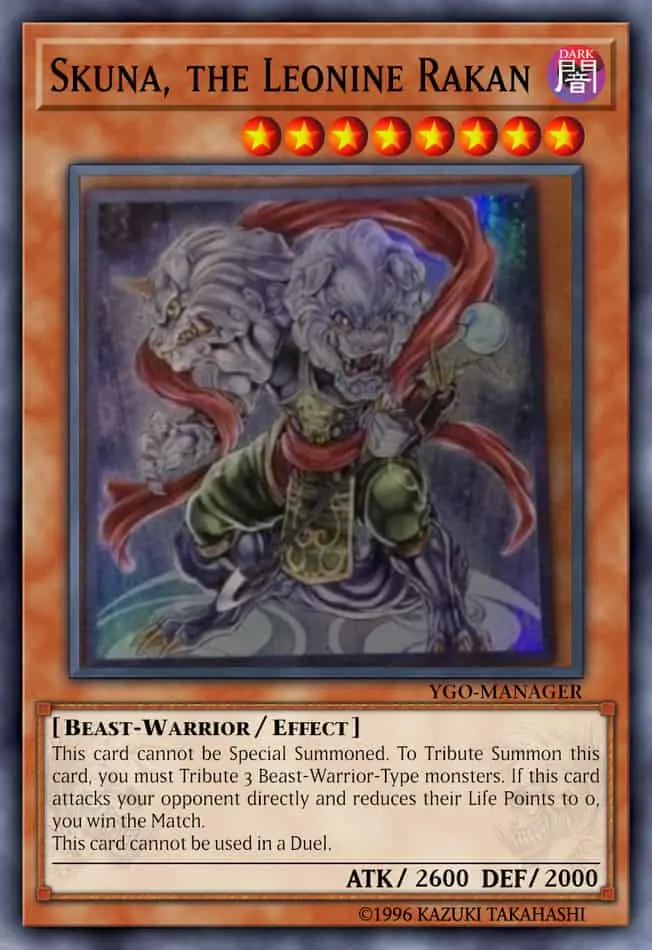 Skuna, the Leonine Rakan
DARK
闇
YGO-MANAGER
[Beast-Warrior / Effect]
This card cannot be Special Summoned. To Tribute Summon this
card, you must Tribute 3 Beast-Warrior-Type monsters. If this card
attacks your opponent directly and reduces their Life Points to 0,
you win the Match.
This card cannot be used in a Duel.
ATK/ 2600 DEF/ 2000
©1996 KAZUKI TAKAHASHI